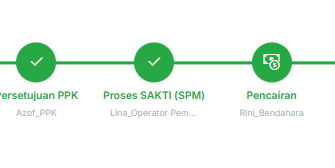 Persetujuan PPK
Proses SAKTI (SPM)
Pencairan
Azof_PPK
Lina_Operator Pem...
Rini_Bendahara